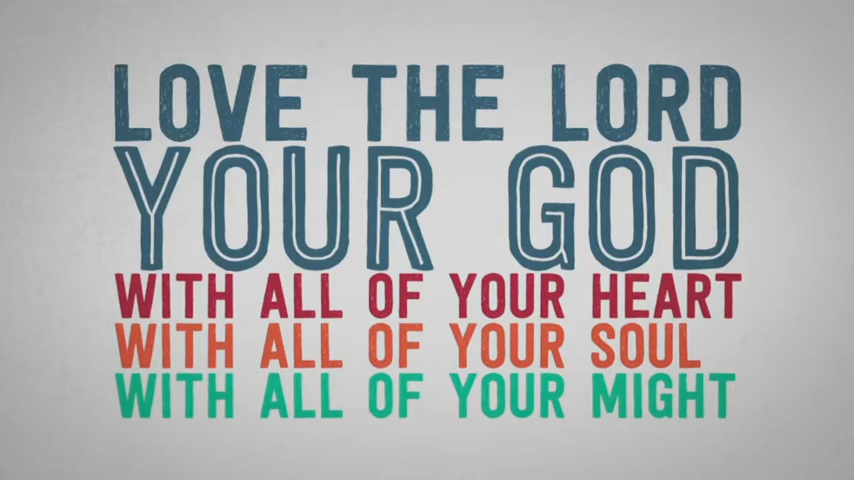 LOVE THE LORD
YOUR GOD
WITH ALL OF YOUR HEART
WITH ALL OF YOUR SOUL
WITH ALL OF YOUR MIGHT